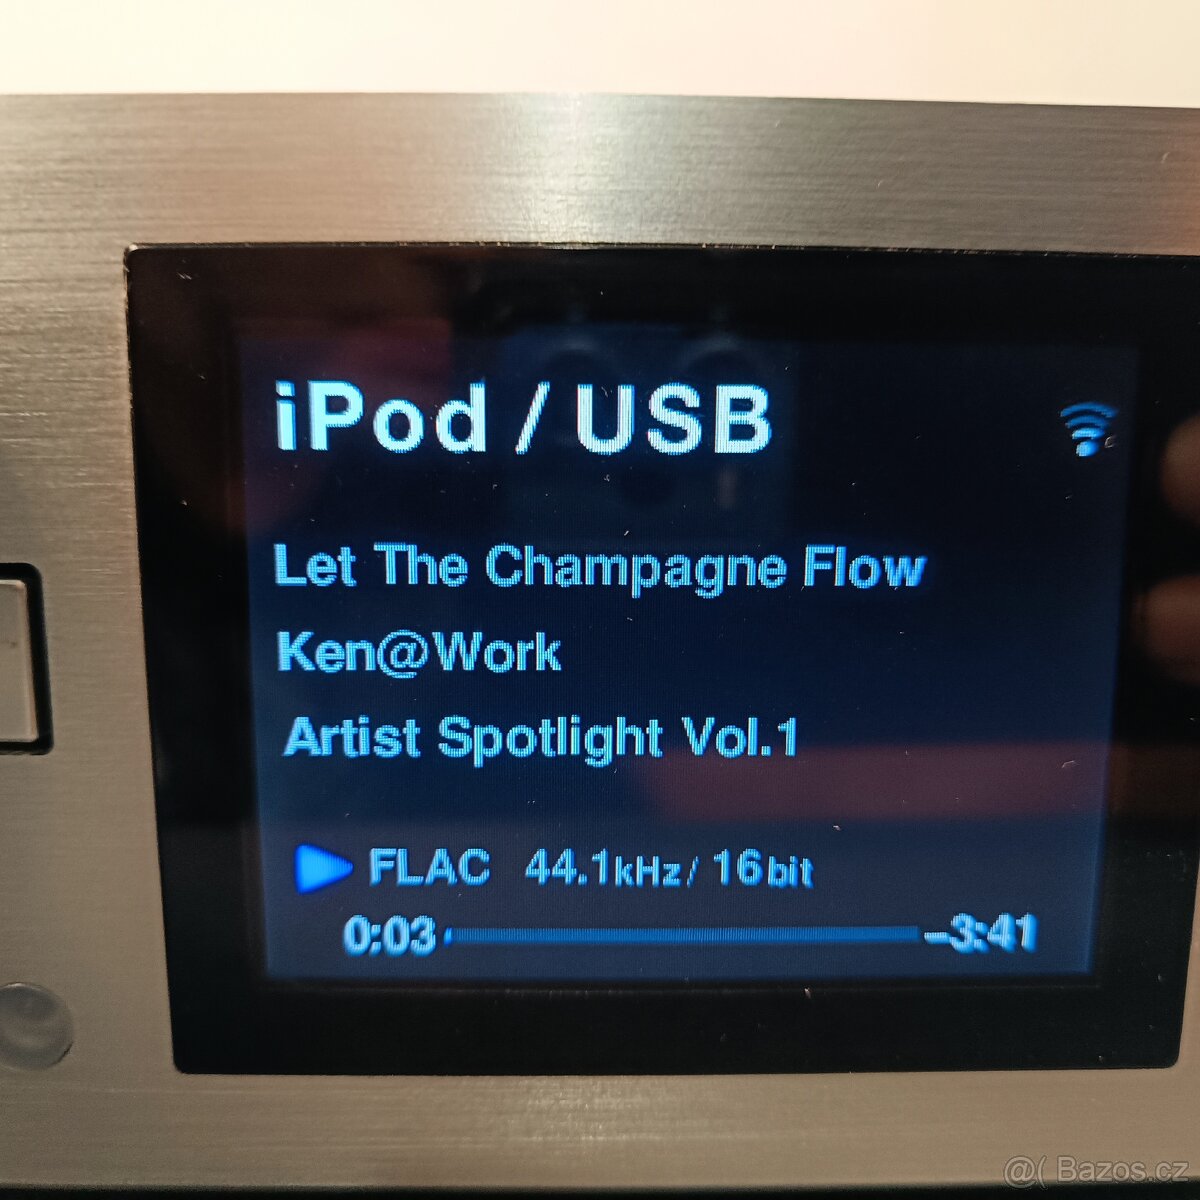 iPod / USB
Let The Champagne Flow
Ken@Work
Artist Spotlight Vol.1
FLAC 44.1kHz/ 16bit
0:03 -3:41
@( Bazos.cz